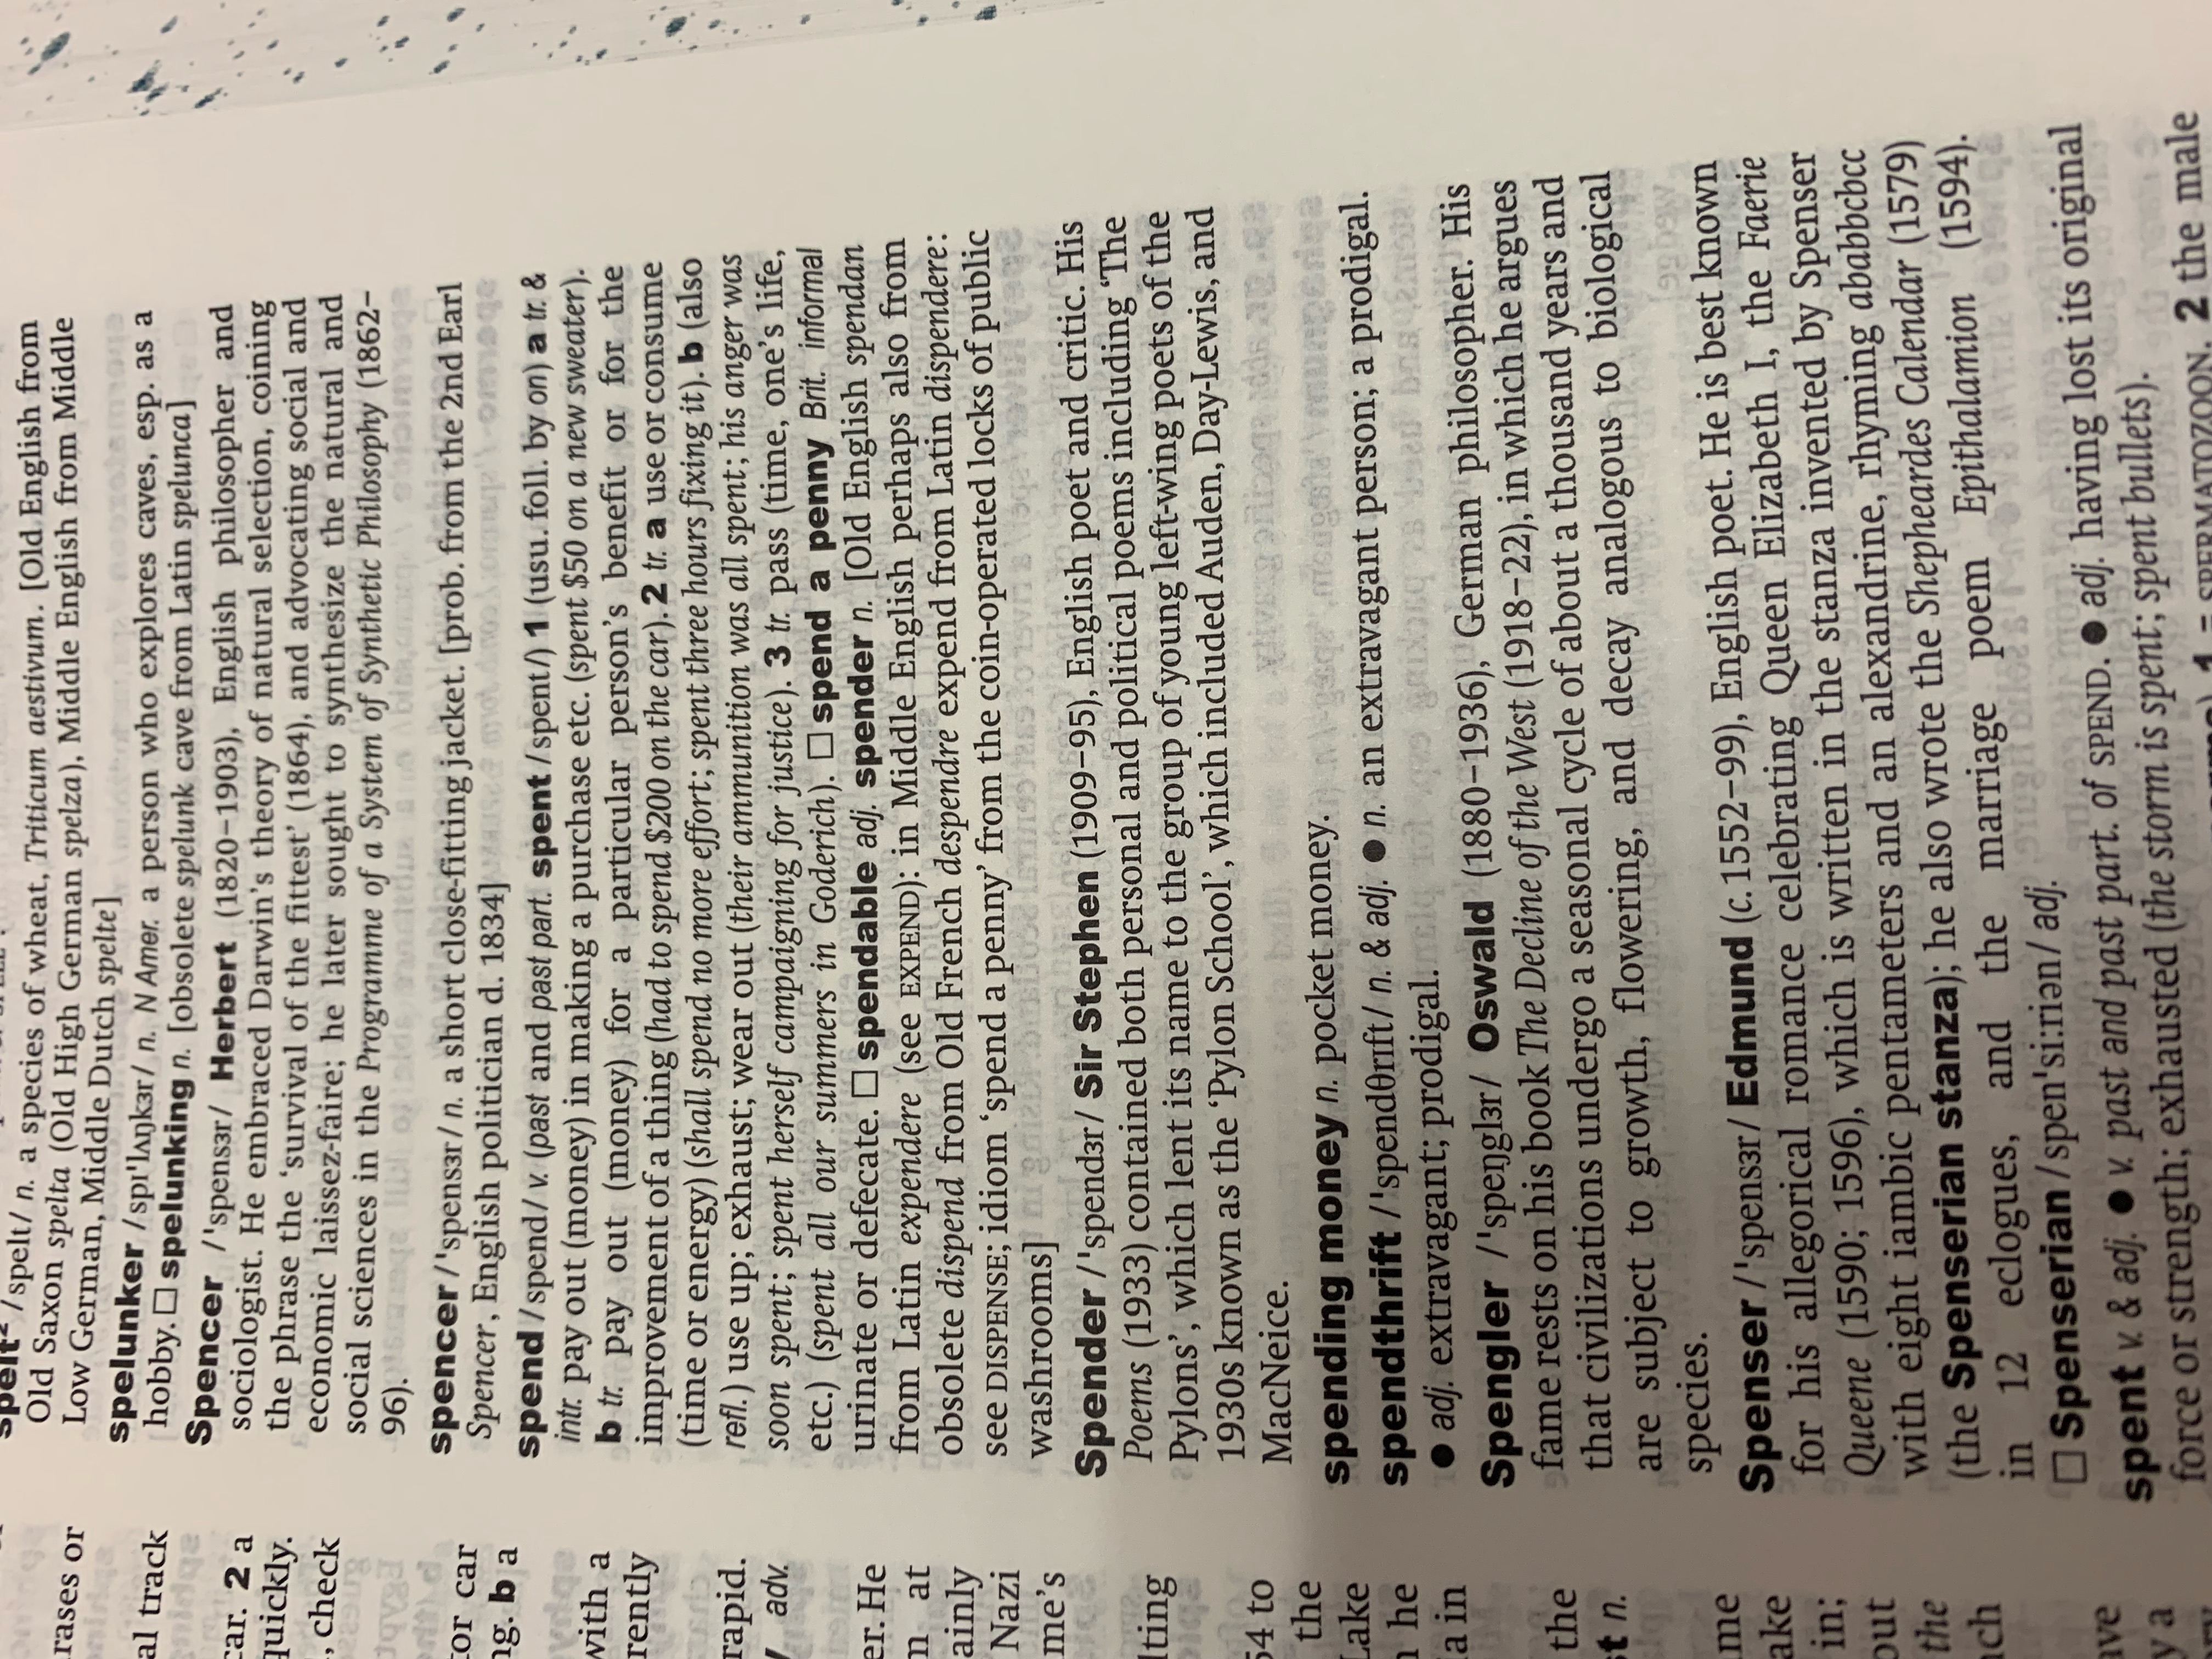 rases or
al track
car. 2 a
quickly.
, check
tor car
ng. b a
with a
rently
rapid.
adv.
er. He
m at
ainly
Nazi
me's
lting
54 to
the
Lake
n he
a in
the
st n.
me
ake
in;
out
the
ach
ave
y a
spelt² /spelt/ n. a species of wheat, Triticum aestivum. [Old English from
Old Saxon spelta (Old High German spelza), Middle English from Middle
Low German, Middle Dutch spelte]
spelunker /spɪˈlʌŋkɜr/ n. N Amer. a person who explores caves, esp. as a
hobby. □ spelunking n. [obsolete spelunk cave from Latin spelunca]
Spencer /ˈspensɜr/ Herbert (1820–1903), English philosopher and
sociologist. He embraced Darwin's theory of natural selection, coining
the phrase the ‘survival of the fittest’ (1864), and advocating social and
economic laissez-faire; he later sought to synthesize the natural and
social sciences in the Programme of a System of Synthetic Philosophy (1862–
96).
spencer /ˈspensɜr/ n. a short close-fitting jacket. [prob. from the 2nd Earl
Spencer, English politician d. 1834]
spend /spend/ v. (past and past part. spent /spent/) 1 (usu. foll. by on) a tr. &
intr. pay out (money) in making a purchase etc. (spent $50 on a new sweater).
b tr. pay out (money) for a particular person's benefit or for the
improvement of a thing (had to spend $200 on the car). 2 tr. a use or consume
(time or energy) (shall spend no more effort; spent three hours fixing it). b (also
refl.) use up; exhaust; wear out (their ammunition was all spent; his anger was
soon spent; spent herself campaigning for justice). 3 tr. pass (time, one's life,
etc.) (spent all our summers in Goderich). □ spend a penny Brit. informal
urinate or defecate. □ spendable adj. spender n. [Old English spendan
from Latin expendere (see EXPEND): in Middle English perhaps also from
obsolete dispend from Old French despendre expend from Latin dispendere:
see DISPENSE; idiom ‘spend a penny’ from the coin-operated locks of public
washrooms]
Spender /ˈspendɜr/ Sir Stephen (1909–95), English poet and critic. His
Poems (1933) contained both personal and political poems including ‘The
Pylons’, which lent its name to the group of young left-wing poets of the
1930s known as the ‘Pylon School’, which included Auden, Day-Lewis, and
MacNeice.
spending money n. pocket money.
spendthrift /ˈspendθrɪft/ n. & adj. ● n. an extravagant person; a prodigal.
● adj. extravagant; prodigal.
Spengler /ˈspeŋglɜr/ Oswald (1880–1936), German philosopher. His
fame rests on his book The Decline of the West (1918–22), in which he argues
that civilizations undergo a seasonal cycle of about a thousand years and
are subject to growth, flowering, and decay analogous to biological
species.
Spenser /ˈspensɜr/ Edmund (c.1552–99), English poet. He is best known
for his allegorical romance celebrating Queen Elizabeth I, the Faerie
Queene (1590; 1596), which is written in the stanza invented by Spenser
with eight iambic pentameters and an alexandrine, rhyming ababbcbcc
(the Spenserian stanza); he also wrote the Shepheardes Calendar (1579)
in 12 eclogues, and the marriage poem Epithalamion (1594).
□ Spenserian /spenˈsiːriən/ adj.
spent v. & adj. ● v. past and past part. of SPEND. ● adj. having lost its original
force or strength; exhausted (the storm is spent; spent bullets).
1 = SPERMATOZOON. 2 the male